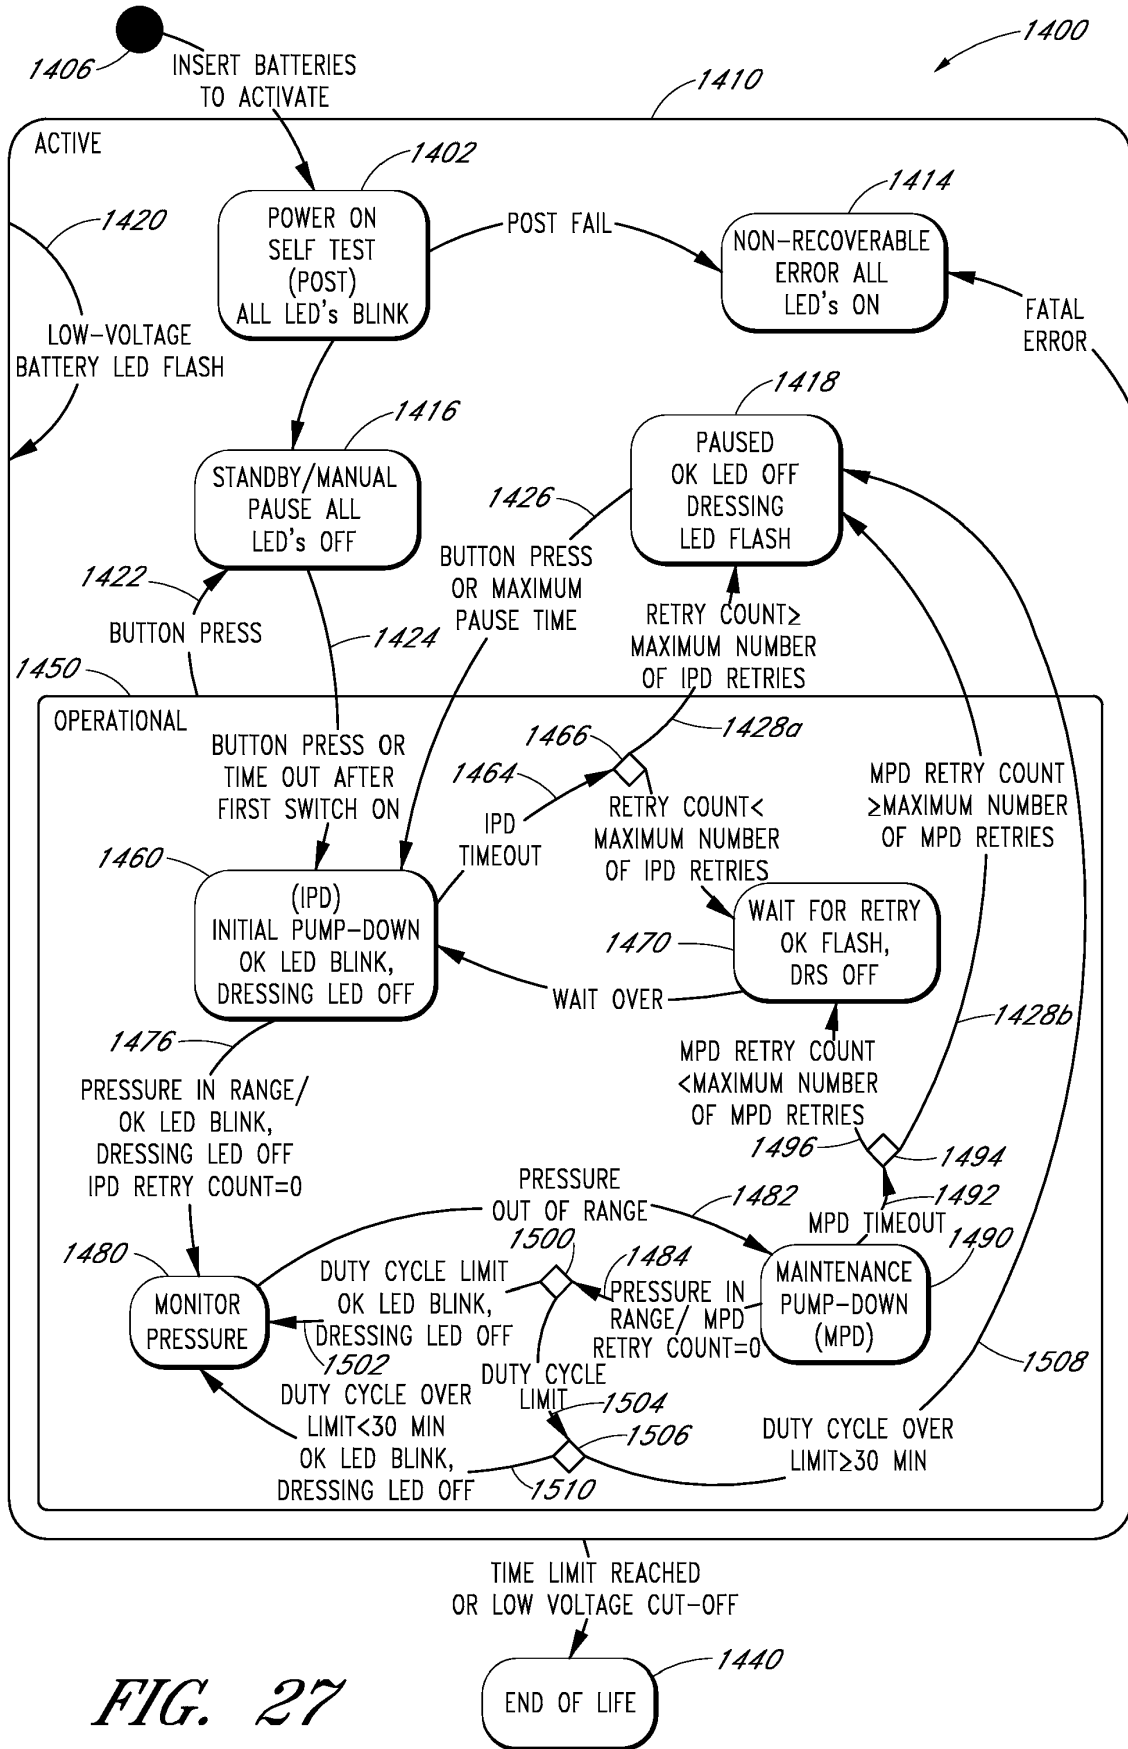 1400
1406
INSERT BATTERIES
TO ACTIVATE
1410
ACTIVE
1402
POWER ON
SELF TEST
(POST)
ALL LED's BLINK
POST FAIL
1414
NON-RECOVERABLE
ERROR ALL
LED's ON
FATAL
ERROR
1420
LOW-VOLTAGE
BATTERY LED FLASH
1416
STANDBY/MANUAL
PAUSE ALL
LED's OFF
1418
PAUSED
OK LED OFF
DRESSING
LED FLASH
1426
BUTTON PRESS
OR MAXIMUM
PAUSE TIME
1422
BUTTON PRESS
1424
RETRY COUNT≥
MAXIMUM NUMBER
OF IPD RETRIES
1450
OPERATIONAL
1428a
BUTTON PRESS OR
TIME OUT AFTER
FIRST SWITCH ON
1466
1464
IPD
TIMEOUT
RETRY COUNT<
MAXIMUM NUMBER
OF IPD RETRIES
MPD RETRY COUNT
≥MAXIMUM NUMBER
OF MPD RETRIES
1460
(IPD)
INITIAL PUMP-DOWN
OK LED BLINK,
DRESSING LED OFF
1470
WAIT FOR RETRY
OK FLASH,
DRS OFF
WAIT OVER
1428b
1476
PRESSURE IN RANGE/
OK LED BLINK,
DRESSING LED OFF
IPD RETRY COUNT=0
MPD RETRY COUNT
<MAXIMUM NUMBER
OF MPD RETRIES
1496
1494
1492
MPD TIMEOUT
PRESSURE
OUT OF RANGE
1482
1490
MAINTENANCE
PUMP-DOWN
(MPD)
1480
MONITOR
PRESSURE
1500
1484
DUTY CYCLE LIMIT
OK LED BLINK,
DRESSING LED OFF
PRESSURE IN
RANGE/ MPD
RETRY COUNT=0
1502
DUTY CYCLE
LIMIT
1504
1506
1508
DUTY CYCLE OVER
LIMIT<30 MIN
OK LED BLINK,
DRESSING LED OFF
1510
DUTY CYCLE OVER
LIMIT≥30 MIN
TIME LIMIT REACHED
OR LOW VOLTAGE CUT-OFF
1440
END OF LIFE
FIG. 27